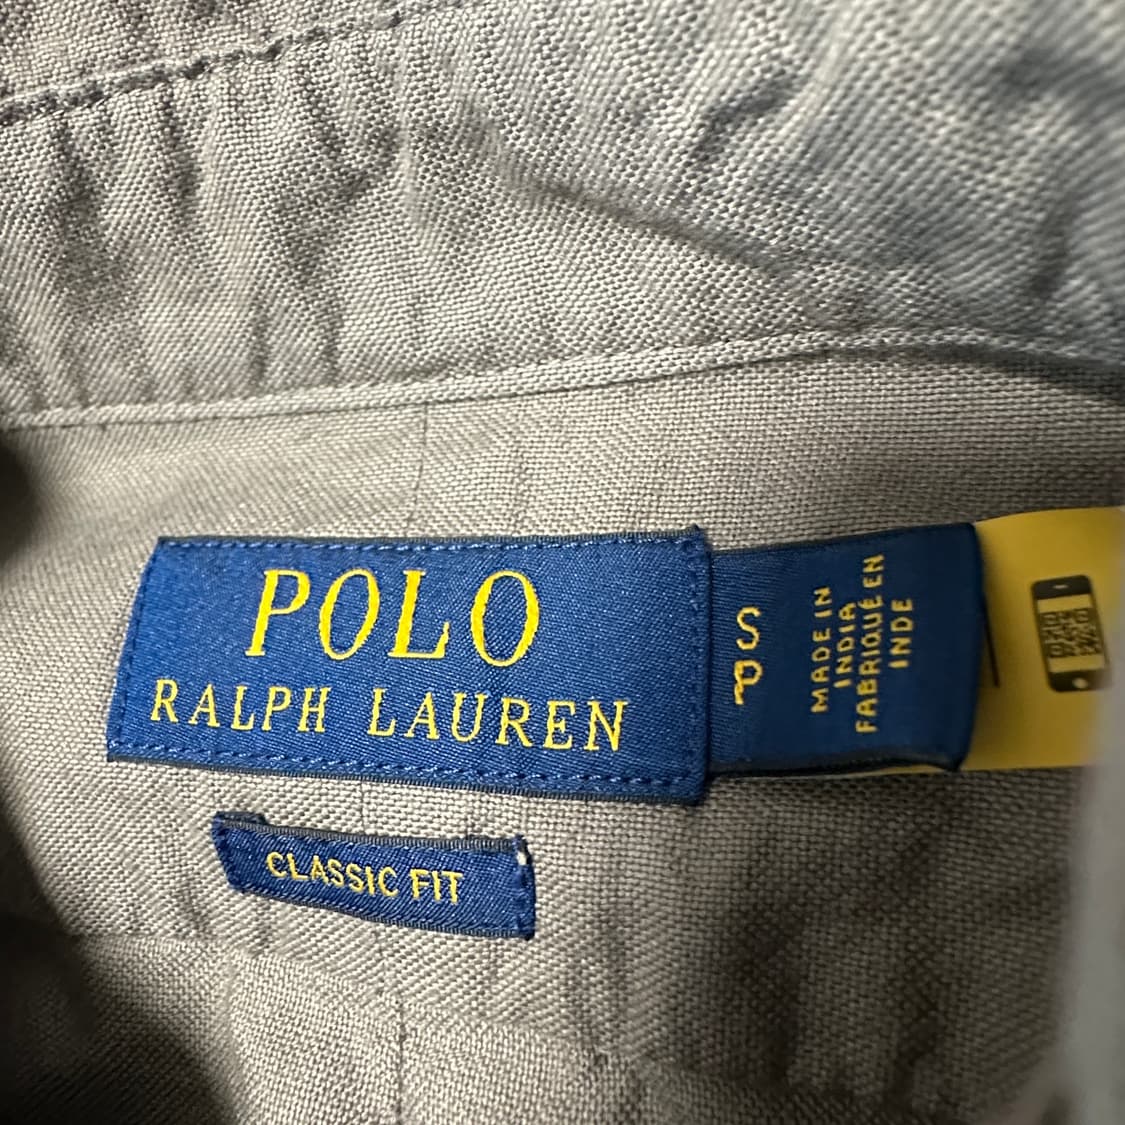 POLO
RALPH LAUREN
CLASSIC FIT
S
P
MADE IN
INDIA
FABRIQUÉ EN
INDE